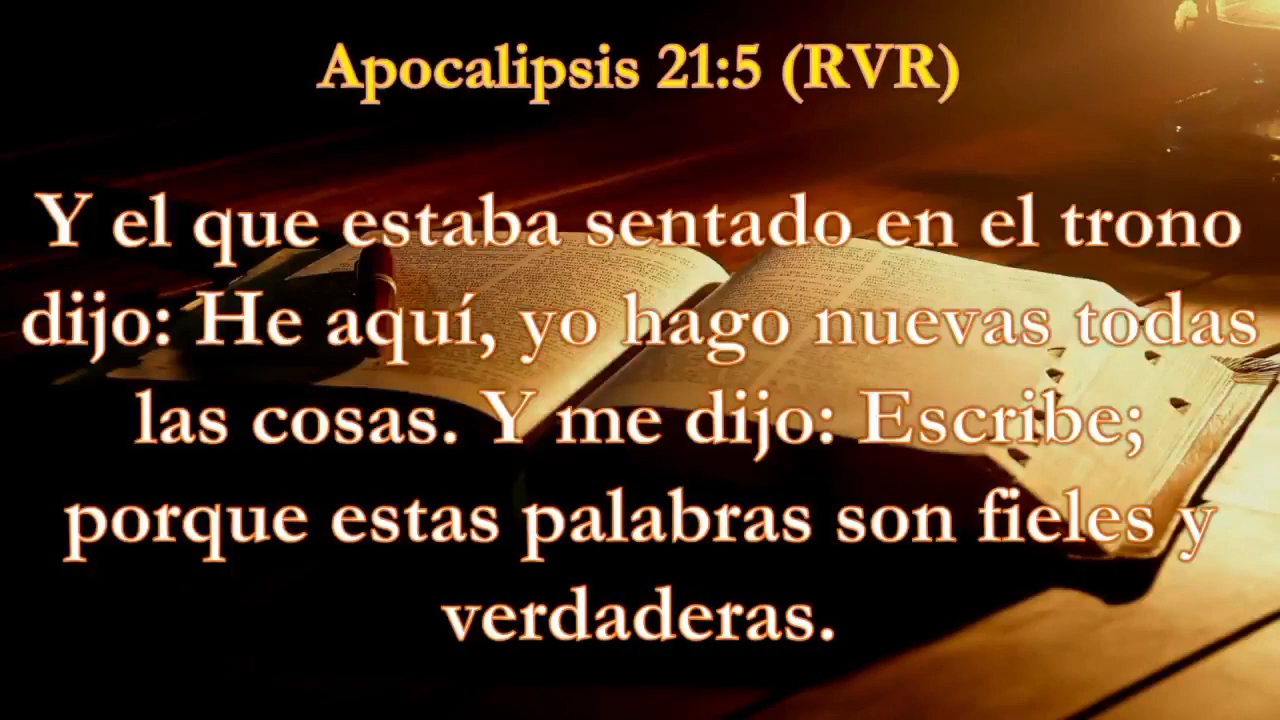 Apocalipsis 21:5 (RVR)
Y el que estaba sentado en el trono
dijo: He aquí, yo hago nuevas todas
las cosas. Y me dijo: Escribe;
porque estas palabras son fieles y
verdaderas.